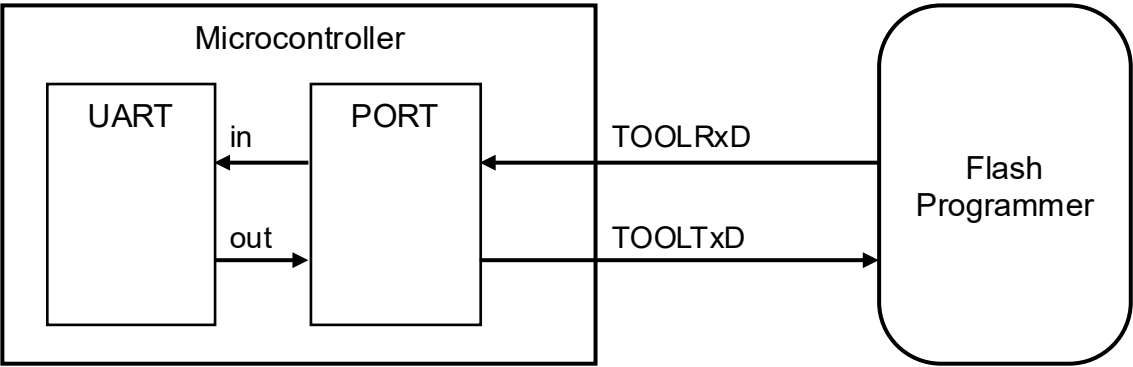 Microcontroller
UART
PORT
in
TOOLRxD
out
TOOLTxD
Flash
Programmer